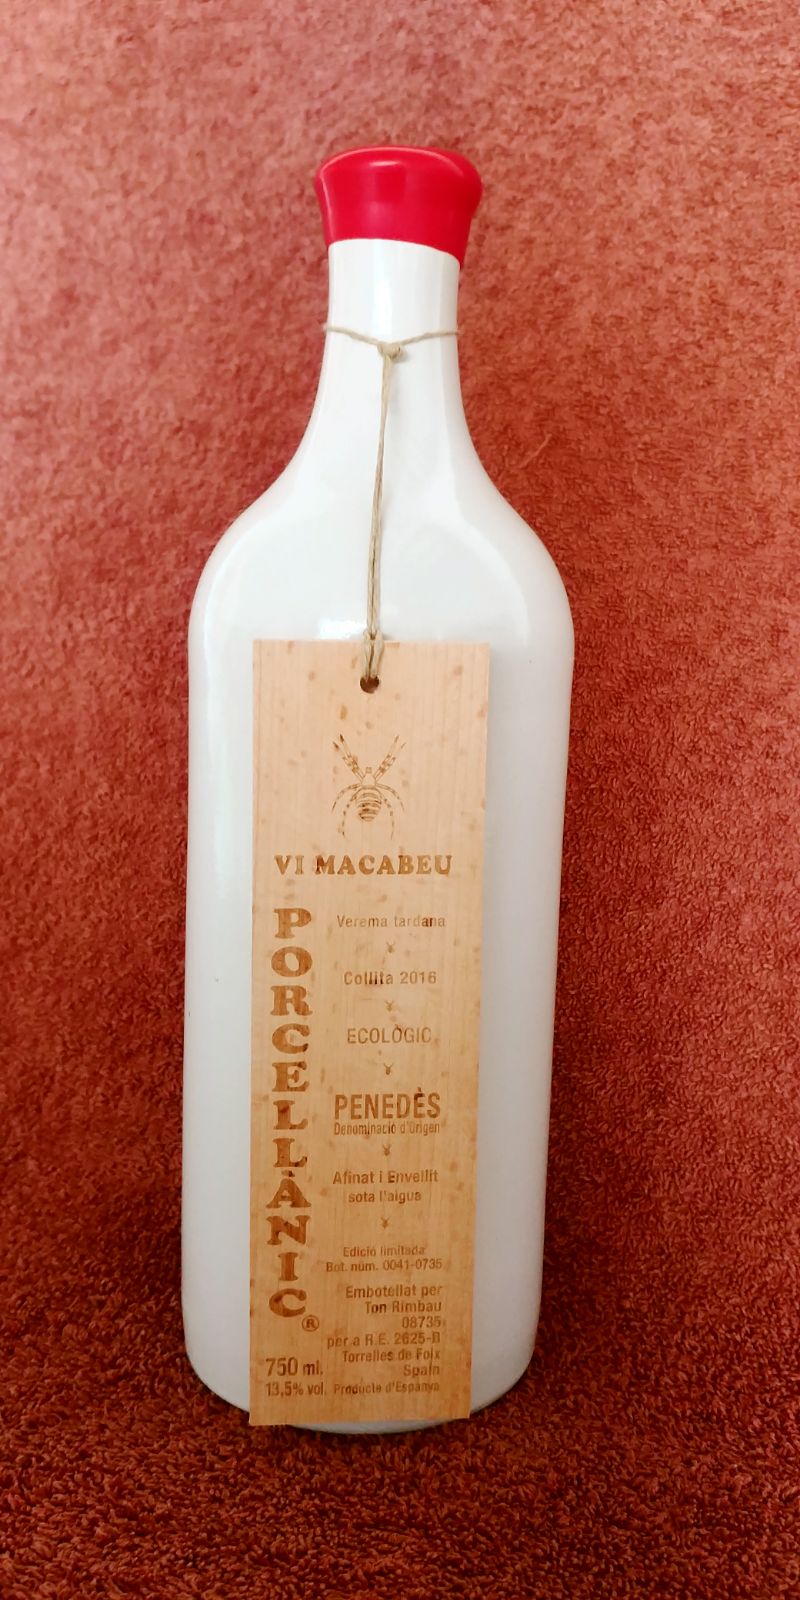 VI MACABEU
PORCELLÀNIC®
Verema tardana
Collita 2016
ECOLÒGIC
PENEDÈS
Denominació d'Origen
Afinat i Envellit
sota l'aigua
Edició limitada
Bot. núm. 0041-0735
Embotellat per
Ton Rimbau
08735
per a R.E. 2625-B
Torrelles de Foix
Spain
750 ml.
13,5% vol. Producte d'Espanya